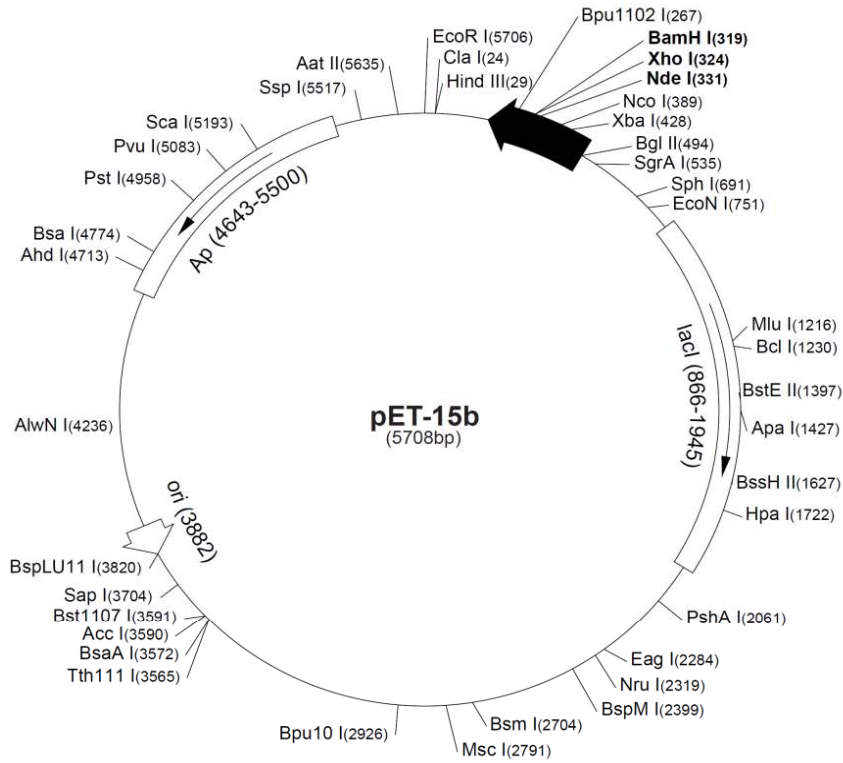 EcoR I(5706)
Cla I(24)
Hind III(29)
Bpu1102 I(267)
BamH I(319)
Xho I(324)
Nde I(331)
Nco I(389)
Xba I(428)
Bgl II(494)
SgrA I(535)
Sph I(691)
EcoN I(751)
lacI (866-1945)
Mlu I(1216)
Bcl I(1230)
BstE II(1397)
Apa I(1427)
BssH II(1627)
Hpa I(1722)
PshA I(2061)
Eag I(2284)
Nru I(2319)
BspM I(2399)
Bsm I(2704)
Msc I(2791)
Bpu10 I(2926)
Tth111 I(3565)
BsaA I(3572)
Acc I(3590)
Bst1107 I(3591)
Sap I(3704)
BspLU11 I(3820)
ori (3882)
AlwN I(4236)
Ap (4643-5500)
Ahd I(4713)
Bsa I(4774)
Pst I(4958)
Pvu I(5083)
Sca I(5193)
Ssp I(5517)
Aat II(5635)
pET-15b
(5708bp)